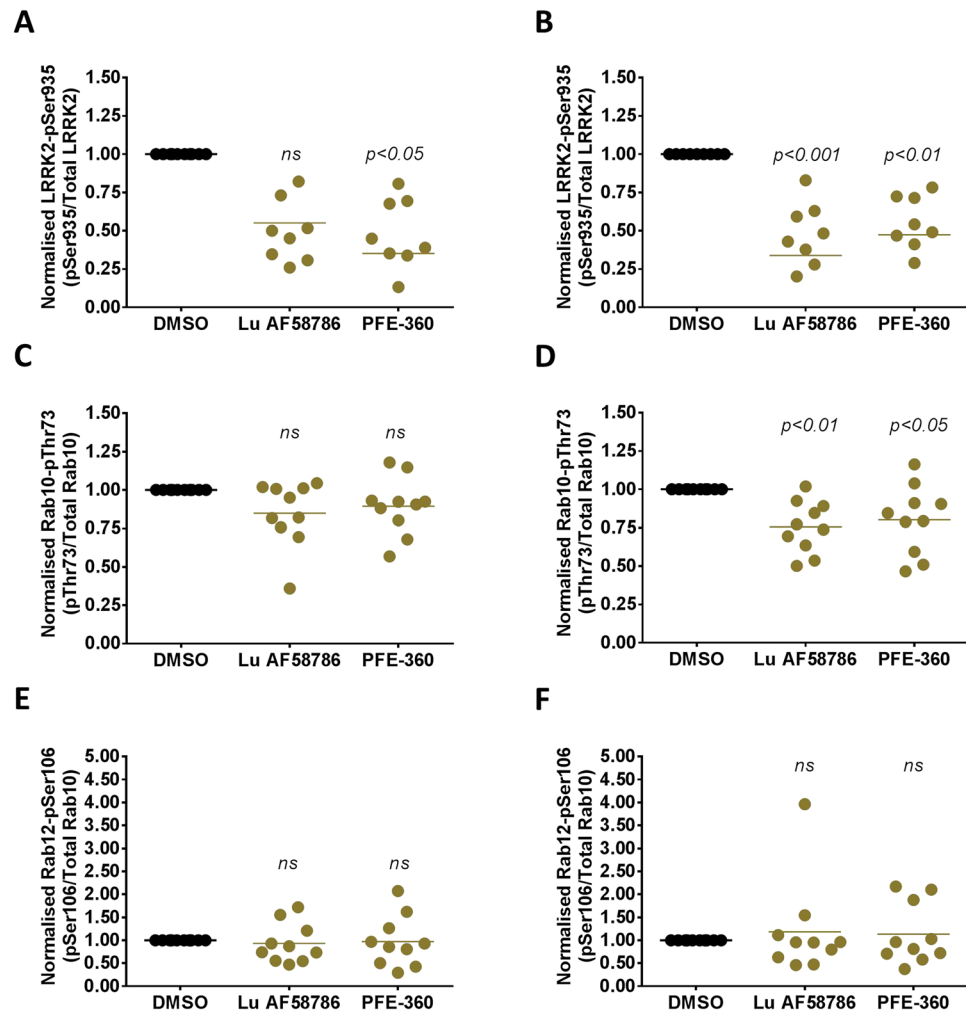 A
Normalised LRRK2-pSer935
(pSer935/Total LRRK2)
1.50
1.25
1.00
0.75
0.50
0.25
0.00
ns
p<0.05
DMSO
Lu AF58786
PFE-360
B
Normalised LRRK2-pSer935
(pSer935/Total LRRK2)
1.50
1.25
1.00
0.75
0.50
0.25
0.00
p<0.001
p<0.01
DMSO
Lu AF58786
PFE-360
C
Normalised Rab10-pThr73
(pThr73/Total Rab10)
1.50
1.25
1.00
0.75
0.50
0.25
0.00
ns
ns
DMSO
Lu AF58786
PFE-360
D
Normalised Rab10-pThr73
(pThr73/Total Rab10)
1.50
1.25
1.00
0.75
0.50
0.25
0.00
p<0.01
p<0.05
DMSO
Lu AF58786
PFE-360
E
Normalised Rab12-pSer106
(pSer106/Total Rab10)
5.00
4.50
4.00
3.50
3.00
2.50
2.00
1.50
1.00
0.50
0.00
ns
ns
DMSO
Lu AF58786
PFE-360
F
Normalised Rab12-pSer106
(pSer106/Total Rab10)
5.00
4.50
4.00
3.50
3.00
2.50
2.00
1.50
1.00
0.50
0.00
ns
ns
DMSO
Lu AF58786
PFE-360